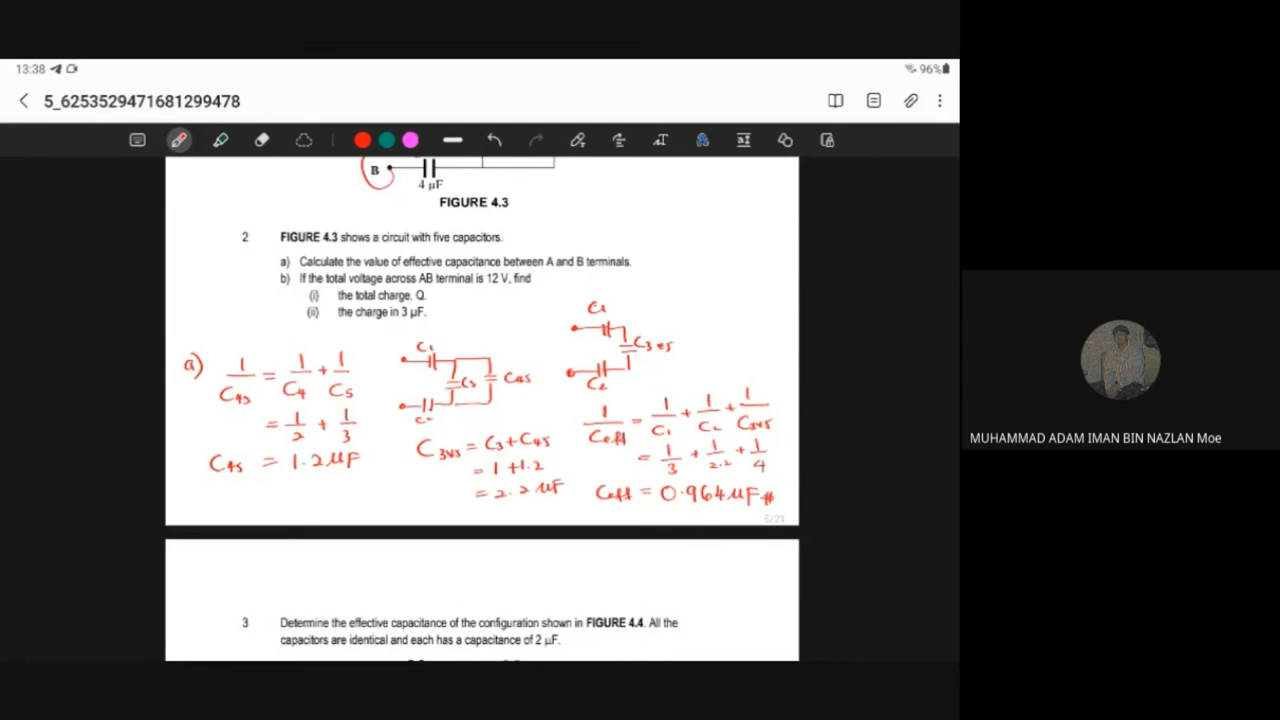 13:38
96%
5_6253529471681299478
B
4 µF
FIGURE 4.3
2 FIGURE 4.3 shows a circuit with five capacitors.
a) Calculate the value of effective capacitance between A and B terminals.
b) If the total voltage across AB terminal is 12 V, find
(i) the total charge, Q.
(ii) the charge in 3 µF.
a) 1/C45 = 1/C4 + 1/C5
= 1/2 + 1/3
C45 = 1.2 µF
C1
C3 C45
C345 = C3 + C45
= 1 + 1.2
= 2.2 µF
C1
C345
C2
1/Ceff = 1/C1 + 1/C2 + 1/C345
= 1/3 + 1/2.2 + 1/4
Ceff = 0.964 µF #
5/21
3 Determine the effective capacitance of the configuration shown in FIGURE 4.4. All the
capacitors are identical and each has a capacitance of 2 µF.
MUHAMMAD ADAM IMAN BIN NAZLAN Moe